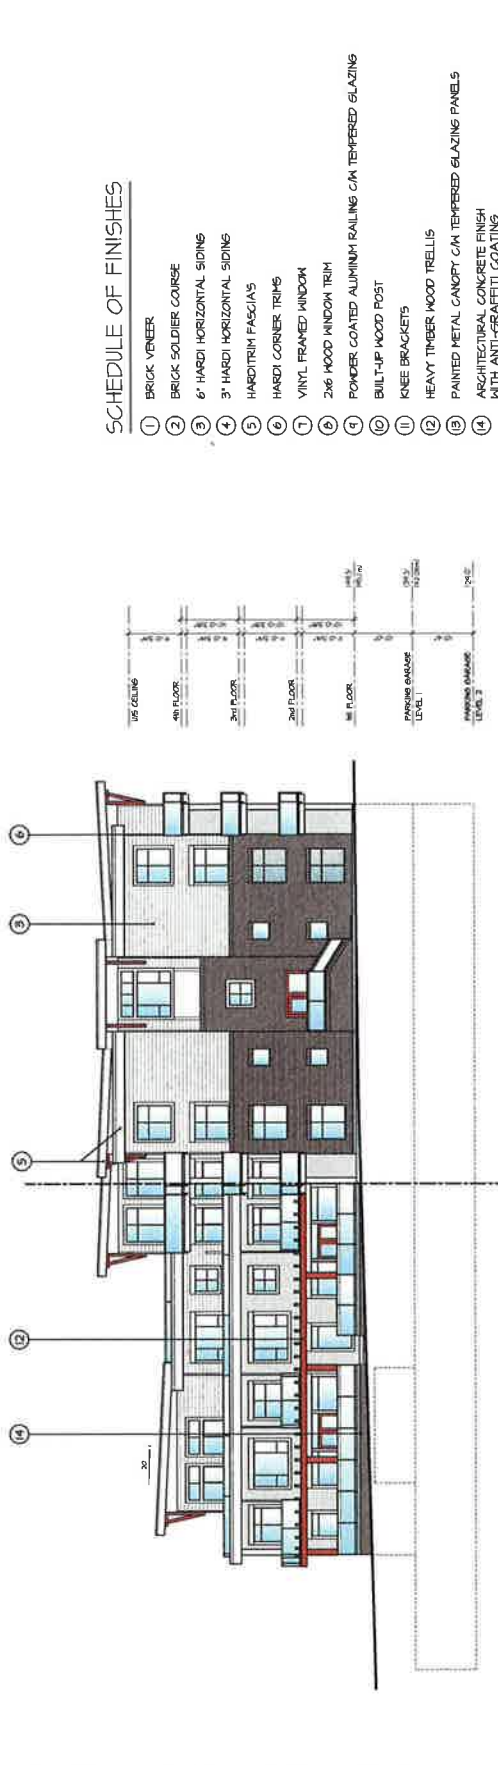 SCHEDULE OF FINISHES
1 BRICK VENEER
2 BRICK SOLDIER COURSE
3 6" HARDI HORIZONTAL SIDING
4 3" HARDI HORIZONTAL SIDING
5 HARDITRIM FASCIA'S
6 HARDI CORNER TRIMS
7 VINYL FRAMED WINDOW
8 2x6 WOOD WINDOW TRIM
9 POWDER COATED ALUMINUM RAILING C/W TEMPERED GLAZING
10 BUILT-UP WOOD POST
11 KNEE BRACKETS
12 HEAVY TIMBER WOOD TRELLIS
13 PAINTED METAL CANOPY C/W TEMPERED GLAZING PANELS
14 ARCHITECTURAL CONCRETE FINISH
WITH ANTI-GRAFFITI COATING
U/S CEILING
4th FLOOR
3rd FLOOR
2nd FLOOR
1st FLOOR
PARKING GARAGE
LEVEL 1
PARKING GARAGE
LEVEL 2
14
12
5
3
6
20
1